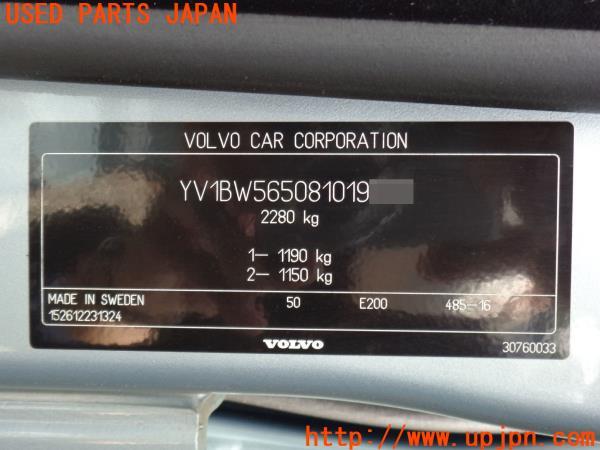 USED PARTS JAPAN
VOLVO CAR CORPORATION
YV1BW565081019
2280 kg
1– 1190 kg
2– 1150 kg
MADE IN SWEDEN 50 E200 485-16
152612231324
VOLVO 30760033
http://www.upjpn.com/